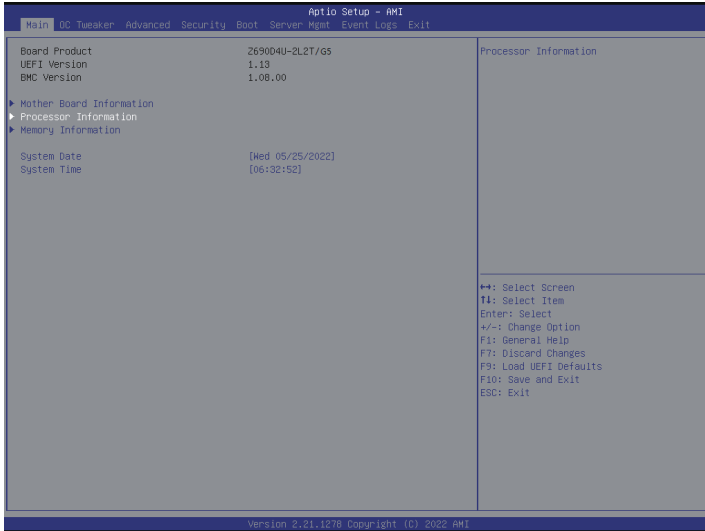 Aptio Setup – AMI
Main OC Tweaker Advanced Security Boot Server Mgmt Event Logs Exit
Board Product Z690D4U-2L2T/G5
UEFI Version 1.13
BMC Version 1.08.00
Mother Board Information
Processor Information
Memory Information
System Date [Wed 05/25/2022]
System Time [06:32:52]
Processor Information
↔: Select Screen
↑↓: Select Item
Enter: Select
+/-: Change Option
F1: General Help
F7: Discard Changes
F9: Load UEFI Defaults
F10: Save and Exit
ESC: Exit
Version 2.21.1278 Copyright (C) 2022 AMI